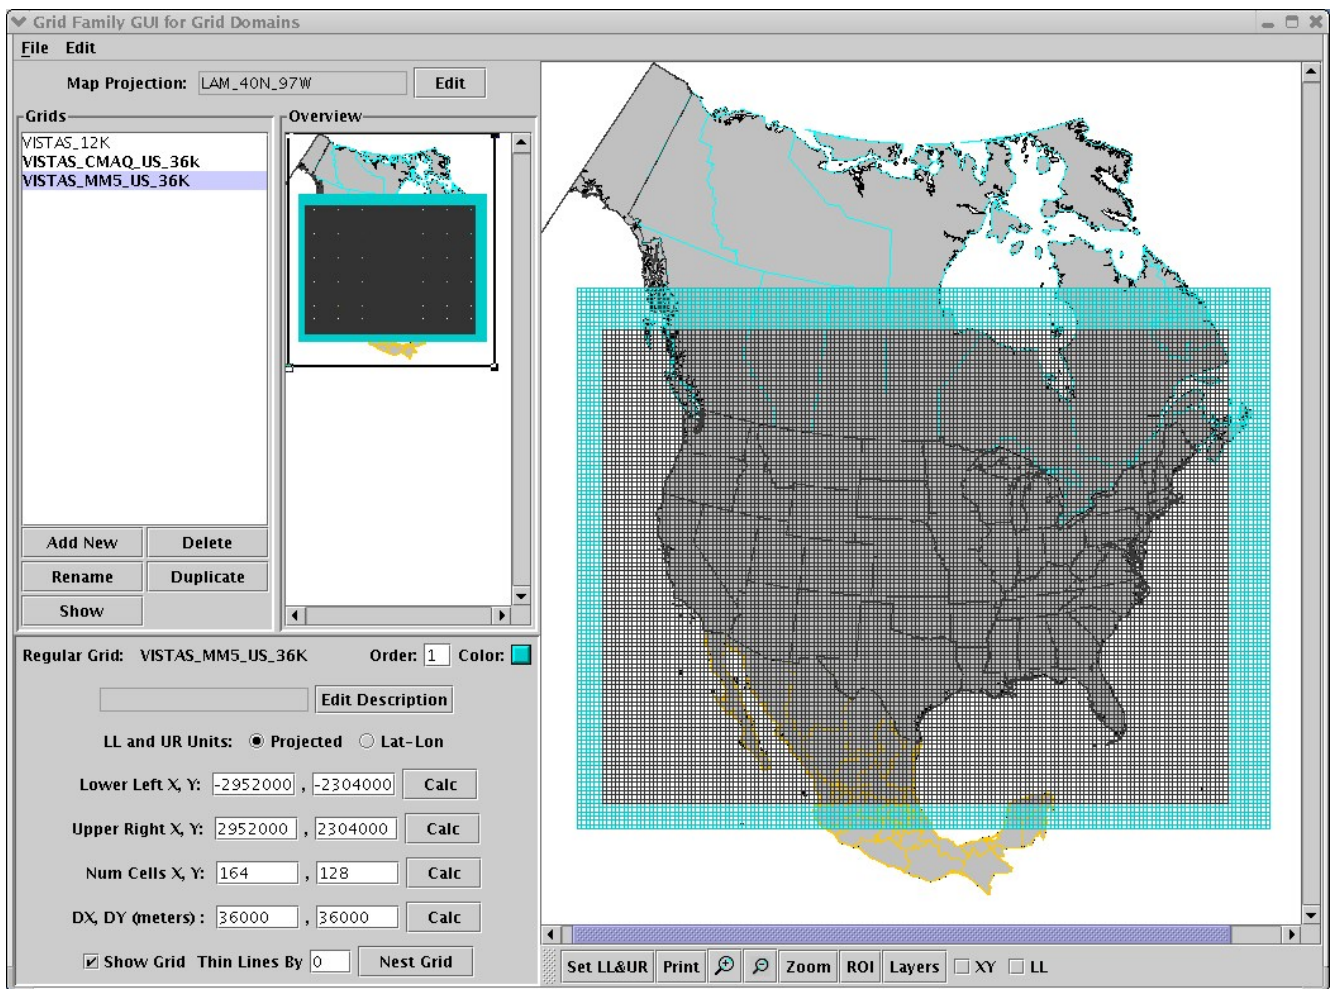 Grid Family GUI for Grid Domains
File Edit
Map Projection: LAM_40N_97W Edit
Grids
VISTAS_12K
VISTAS_CMAQ_US_36k
VISTAS_MM5_US_36K
Add New Delete
Rename Duplicate
Show
Overview
Regular Grid: VISTAS_MM5_US_36K Order: 1 Color:
Edit Description
LL and UR Units: Projected Lat-Lon
Lower Left X, Y: -2952000 , -2304000 Calc
Upper Right X, Y: 2952000 , 2304000 Calc
Num Cells X, Y: 164 , 128 Calc
DX, DY (meters) : 36000 , 36000 Calc
Show Grid Thin Lines By 0 Nest Grid
Set LL&UR Print Zoom ROI Layers XY LL